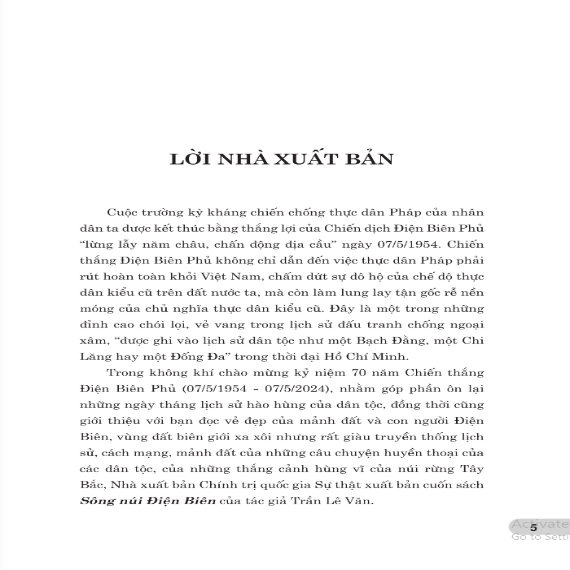 LỜI NHÀ XUẤT BẢN
Cuộc trường kỳ kháng chiến chống thực dân Pháp của nhân
dân ta được kết thúc bằng thắng lợi của Chiến dịch Điện Biên Phủ
“lừng lẫy năm châu, chấn động địa cầu” ngày 07/5/1954. Chiến
thắng Điện Biên Phủ không chỉ dẫn đến việc thực dân Pháp phải
rút hoàn toàn khỏi Việt Nam, chấm dứt sự đô hộ của chế độ thực
dân kiểu cũ trên đất nước ta, mà còn làm lung lay tận gốc rễ nền
móng của chủ nghĩa thực dân kiểu cũ. Đây là một trong những
đỉnh cao chói lọi, vẻ vang trong lịch sử đấu tranh chống ngoại
xâm, “được ghi vào lịch sử dân tộc như một Bạch Đằng, một Chi
Lăng hay một Đống Đa” trong thời đại Hồ Chí Minh.
Trong không khí chào mừng kỷ niệm 70 năm Chiến thắng
Điện Biên Phủ (07/5/1954 - 07/5/2024), nhằm góp phần ôn lại
những ngày tháng lịch sử hào hùng của dân tộc, đồng thời cũng
giới thiệu với bạn đọc vẻ đẹp của mảnh đất và con người Điện
Biên, vùng đất biên giới xa xôi nhưng rất giàu truyền thống lịch
sử, cách mạng, mảnh đất của những câu chuyện huyền thoại của
các dân tộc, của những thắng cảnh hùng vĩ của núi rừng Tây
Bắc, Nhà xuất bản Chính trị quốc gia Sự thật xuất bản cuốn sách
Sông núi Điện Biên của tác giả Trần Lê Văn.
5
Activate
Go to Setti